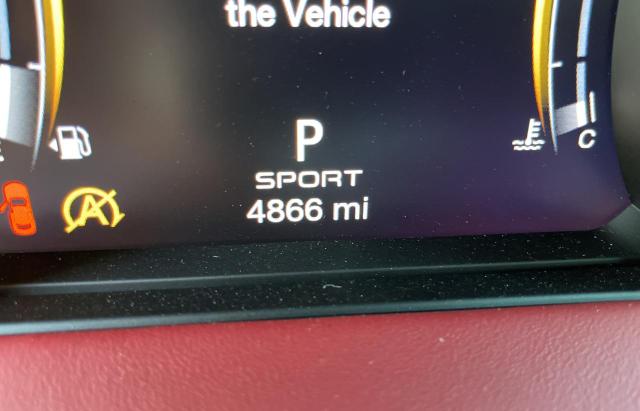 the Vehicle
P
SPORT
4866 mi
C
A